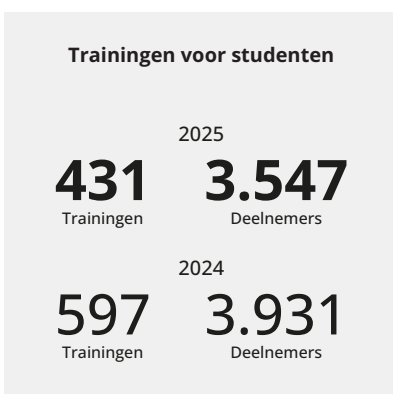 Trainingen voor studenten
2025
431 3.547
Trainingen Deelnemers
2024
597 3.931
Trainingen Deelnemers